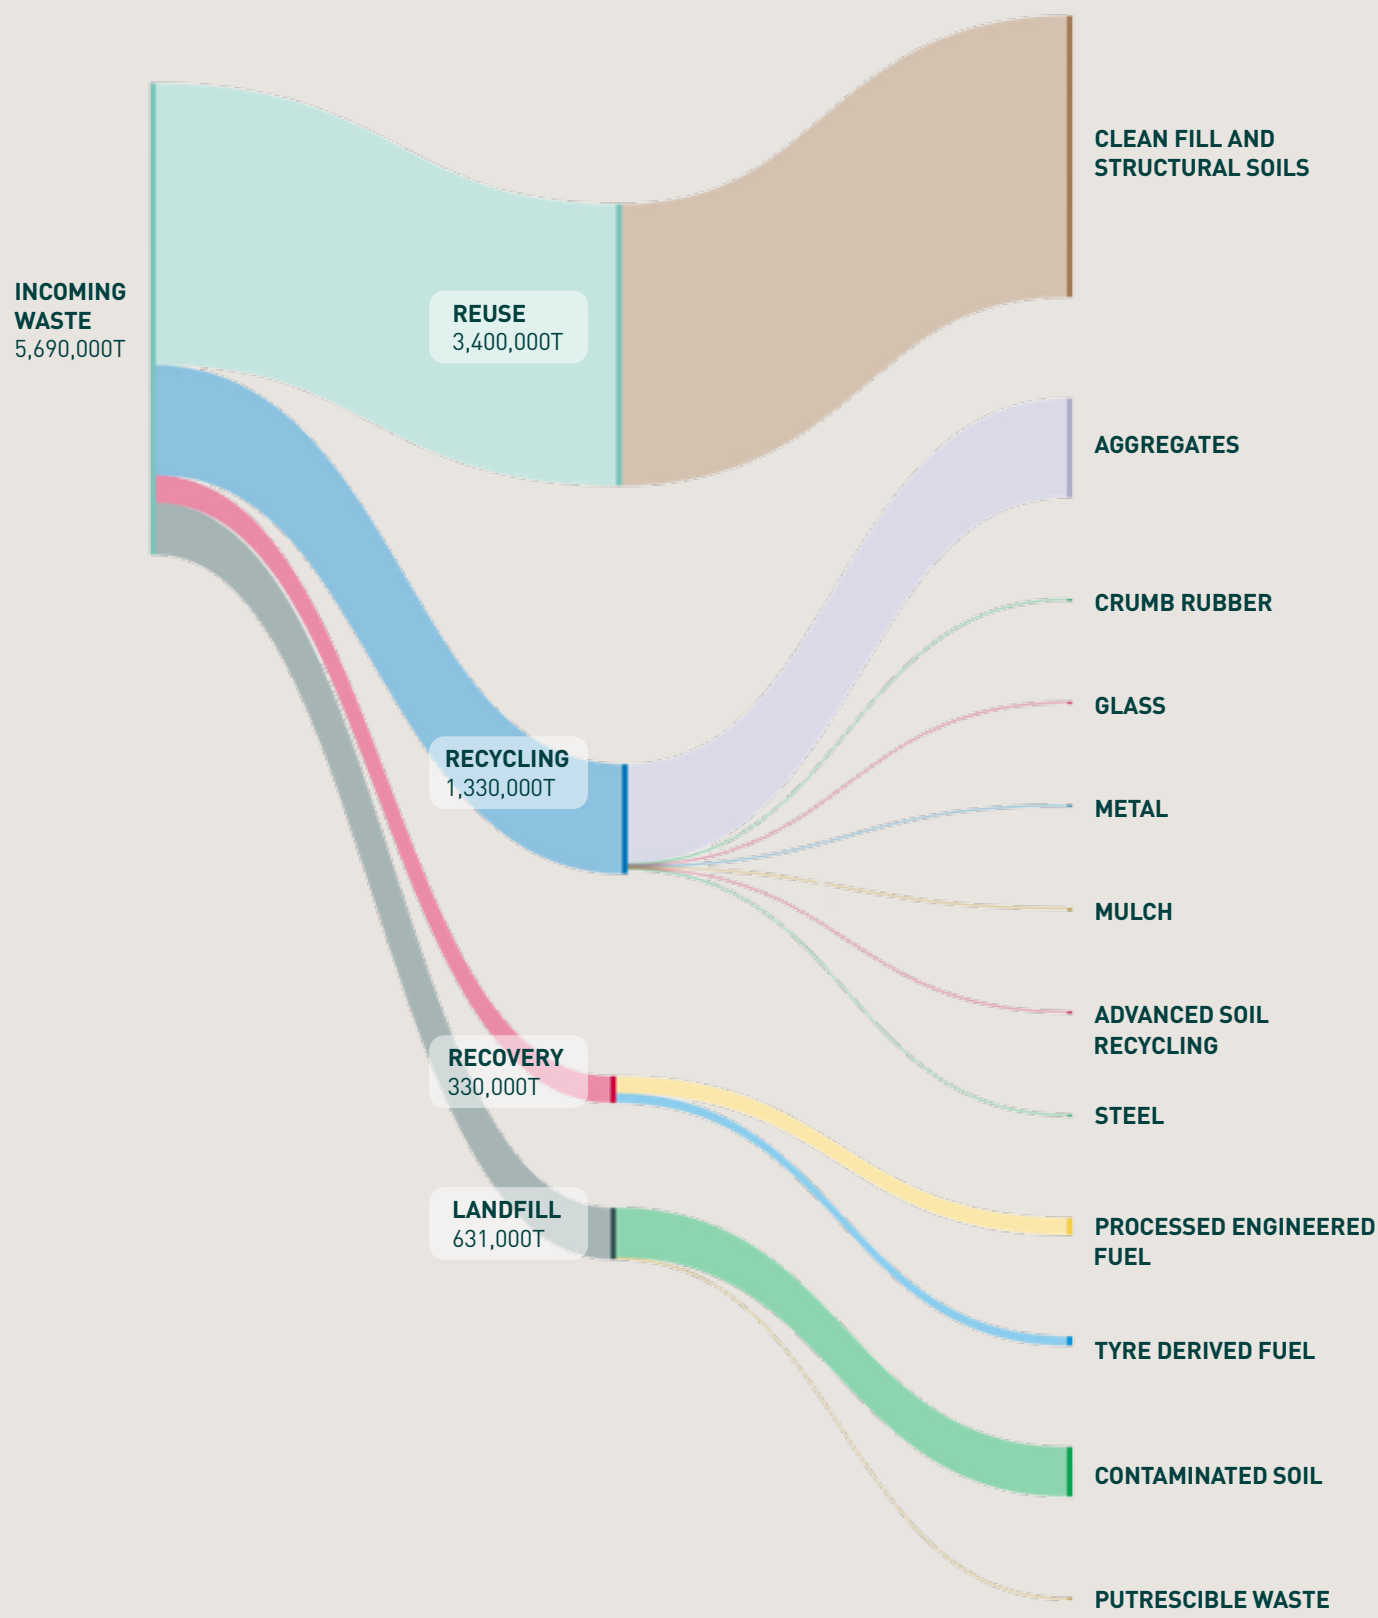 INCOMING
WASTE
5,690,000T
REUSE
3,400,000T
RECYCLING
1,330,000T
RECOVERY
330,000T
LANDFILL
631,000T
CLEAN FILL AND
STRUCTURAL SOILS
AGGREGATES
CRUMB RUBBER
GLASS
METAL
MULCH
ADVANCED SOIL
RECYCLING
STEEL
PROCESSED ENGINEERED
FUEL
TYRE DERIVED FUEL
CONTAMINATED SOIL
PUTRESCIBLE WASTE